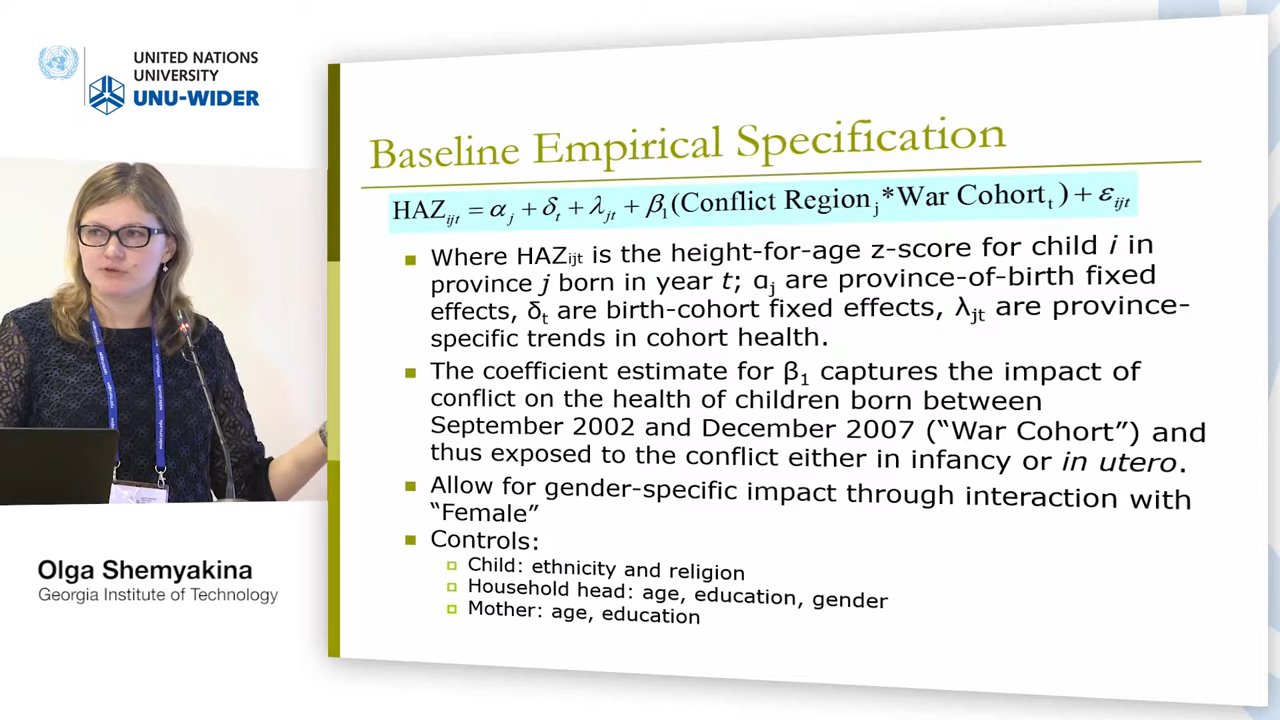 UNITED NATIONS
UNIVERSITY
UNU-WIDER
Baseline Empirical Specification
HAZijt = αj + δt + λjt + β1(Conflict Regionj*War Cohortt) + εijt
Where HAZijt is the height-for-age z-score for child i in
province j born in year t; αj are province-of-birth fixed
effects, δt are birth-cohort fixed effects, λjt are province-
specific trends in cohort health.
The coefficient estimate for β1 captures the impact of
conflict on the health of children born between
September 2002 and December 2007 (“War Cohort”) and
thus exposed to the conflict either in infancy or in utero.
Allow for gender-specific impact through interaction with
“Female”
Controls:
Child: ethnicity and religion
Household head: age, education, gender
Mother: age, education
Olga Shemyakina
Georgia Institute of Technology